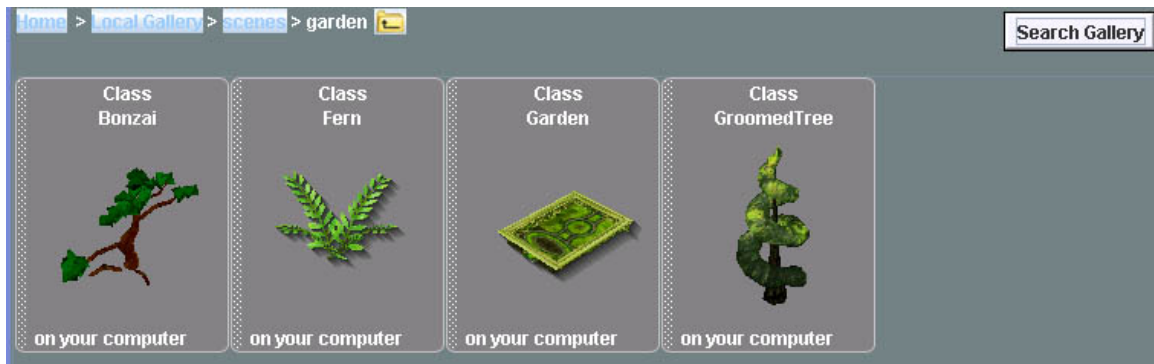 Home > Local Gallery > scenes > garden
Search Gallery
Class
Bonzai
on your computer
Class
Fern
on your computer
Class
Garden
on your computer
Class
GroomedTree
on your computer